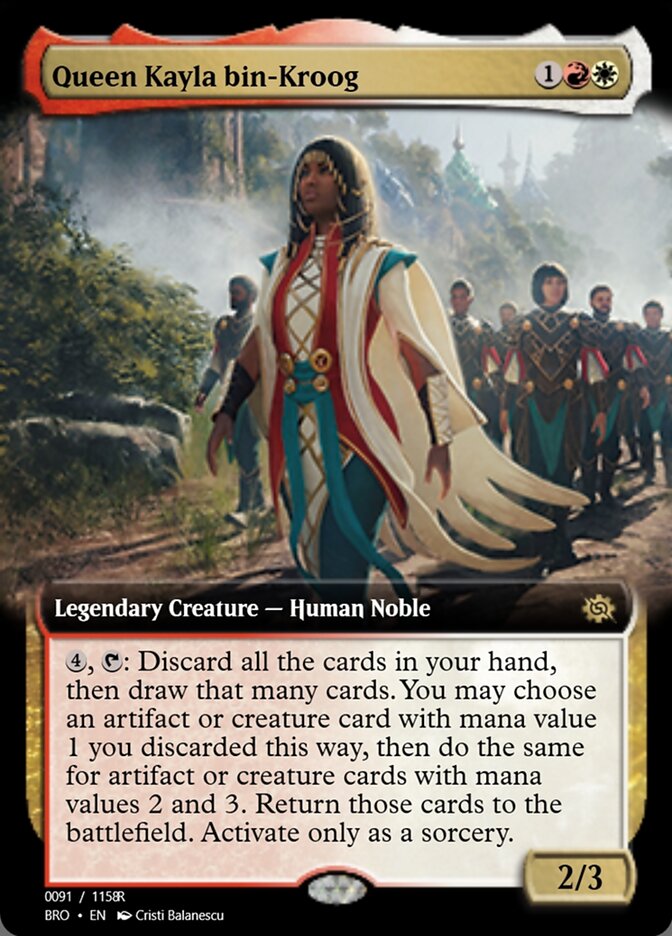 Queen Kayla bin-Kroog
1
Legendary Creature — Human Noble
4, : Discard all the cards in your hand,
then draw that many cards. You may choose
an artifact or creature card with mana value
1 you discarded this way, then do the same
for artifact or creature cards with mana
values 2 and 3. Return those cards to the
battlefield. Activate only as a sorcery.
2/3
0091 / 1158R
BRO • EN Cristi Balanescu